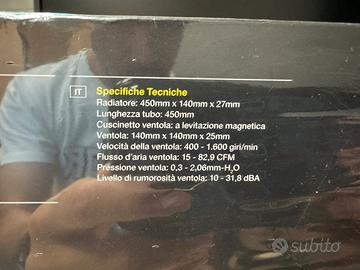 IT
Specifiche Tecniche
Radiatore: 450mm x 140mm x 27mm
Lunghezza tubo: 450mm
Cuscinetto ventola: a levitazione magnetica
Ventola: 140mm x 140mm x 25mm
Velocità della ventola: 400 - 1.600 giri/min
Flusso d'aria ventola: 15 - 82,9 CFM
Pressione ventola: 0,3 - 2,06mm-H₂O
Livello di rumorosità ventola: 10 - 31,8 dBA
subito